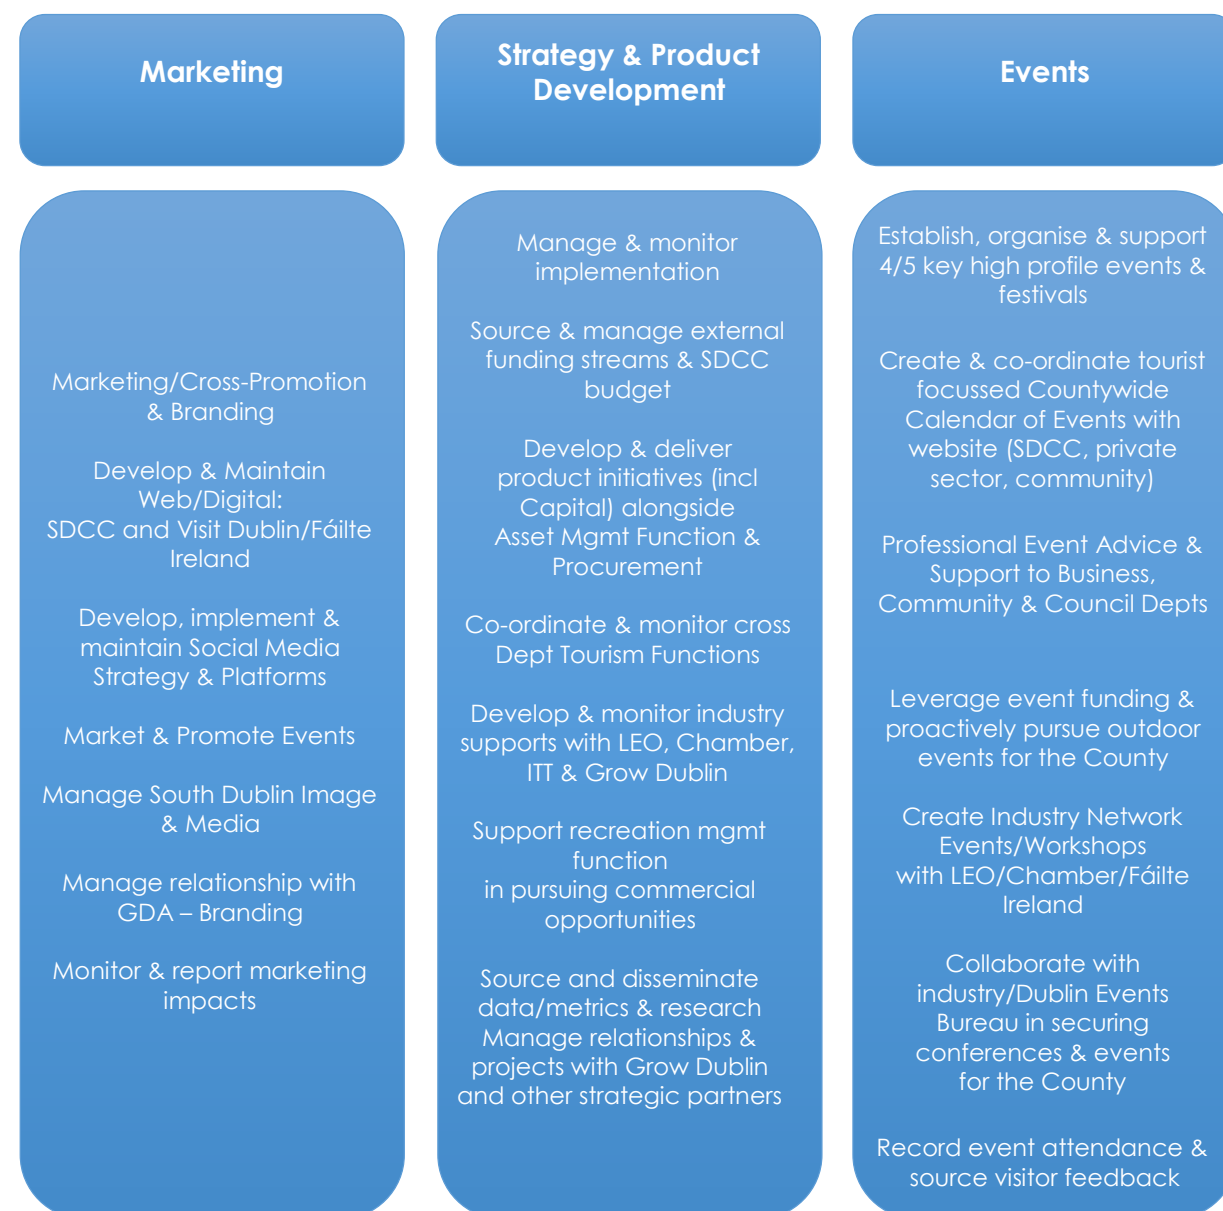 Marketing
Marketing/Cross-Promotion
& Branding
Develop & Maintain
Web/Digital:
SDCC and Visit Dublin/Fáilte
Ireland
Develop, implement &
maintain Social Media
Strategy & Platforms
Market & Promote Events
Manage South Dublin Image
& Media
Manage relationship with
GDA – Branding
Monitor & report marketing
impacts
Strategy & Product
Development
Manage & monitor
implementation
Source & manage external
funding streams & SDCC
budget
Develop & deliver
product initiatives (incl
Capital) alongside
Asset Mgmt Function &
Procurement
Co-ordinate & monitor cross
Dept Tourism Functions
Develop & monitor industry
supports with LEO, Chamber,
ITT & Grow Dublin
Support recreation mgmt
function
in pursuing commercial
opportunities
Source and disseminate
data/metrics & research
Manage relationships &
projects with Grow Dublin
and other strategic partners
Events
Establish, organise & support
4/5 key high profile events &
festivals
Create & co-ordinate tourist
focussed Countywide
Calendar of Events with
website (SDCC, private
sector, community)
Professional Event Advice &
Support to Business,
Community & Council Depts
Leverage event funding &
proactively pursue outdoor
events for the County
Create Industry Network
Events/Workshops
with LEO/Chamber/Fáilte
Ireland
Collaborate with
industry/Dublin Events
Bureau in securing
conferences & events
for the County
Record event attendance &
source visitor feedback